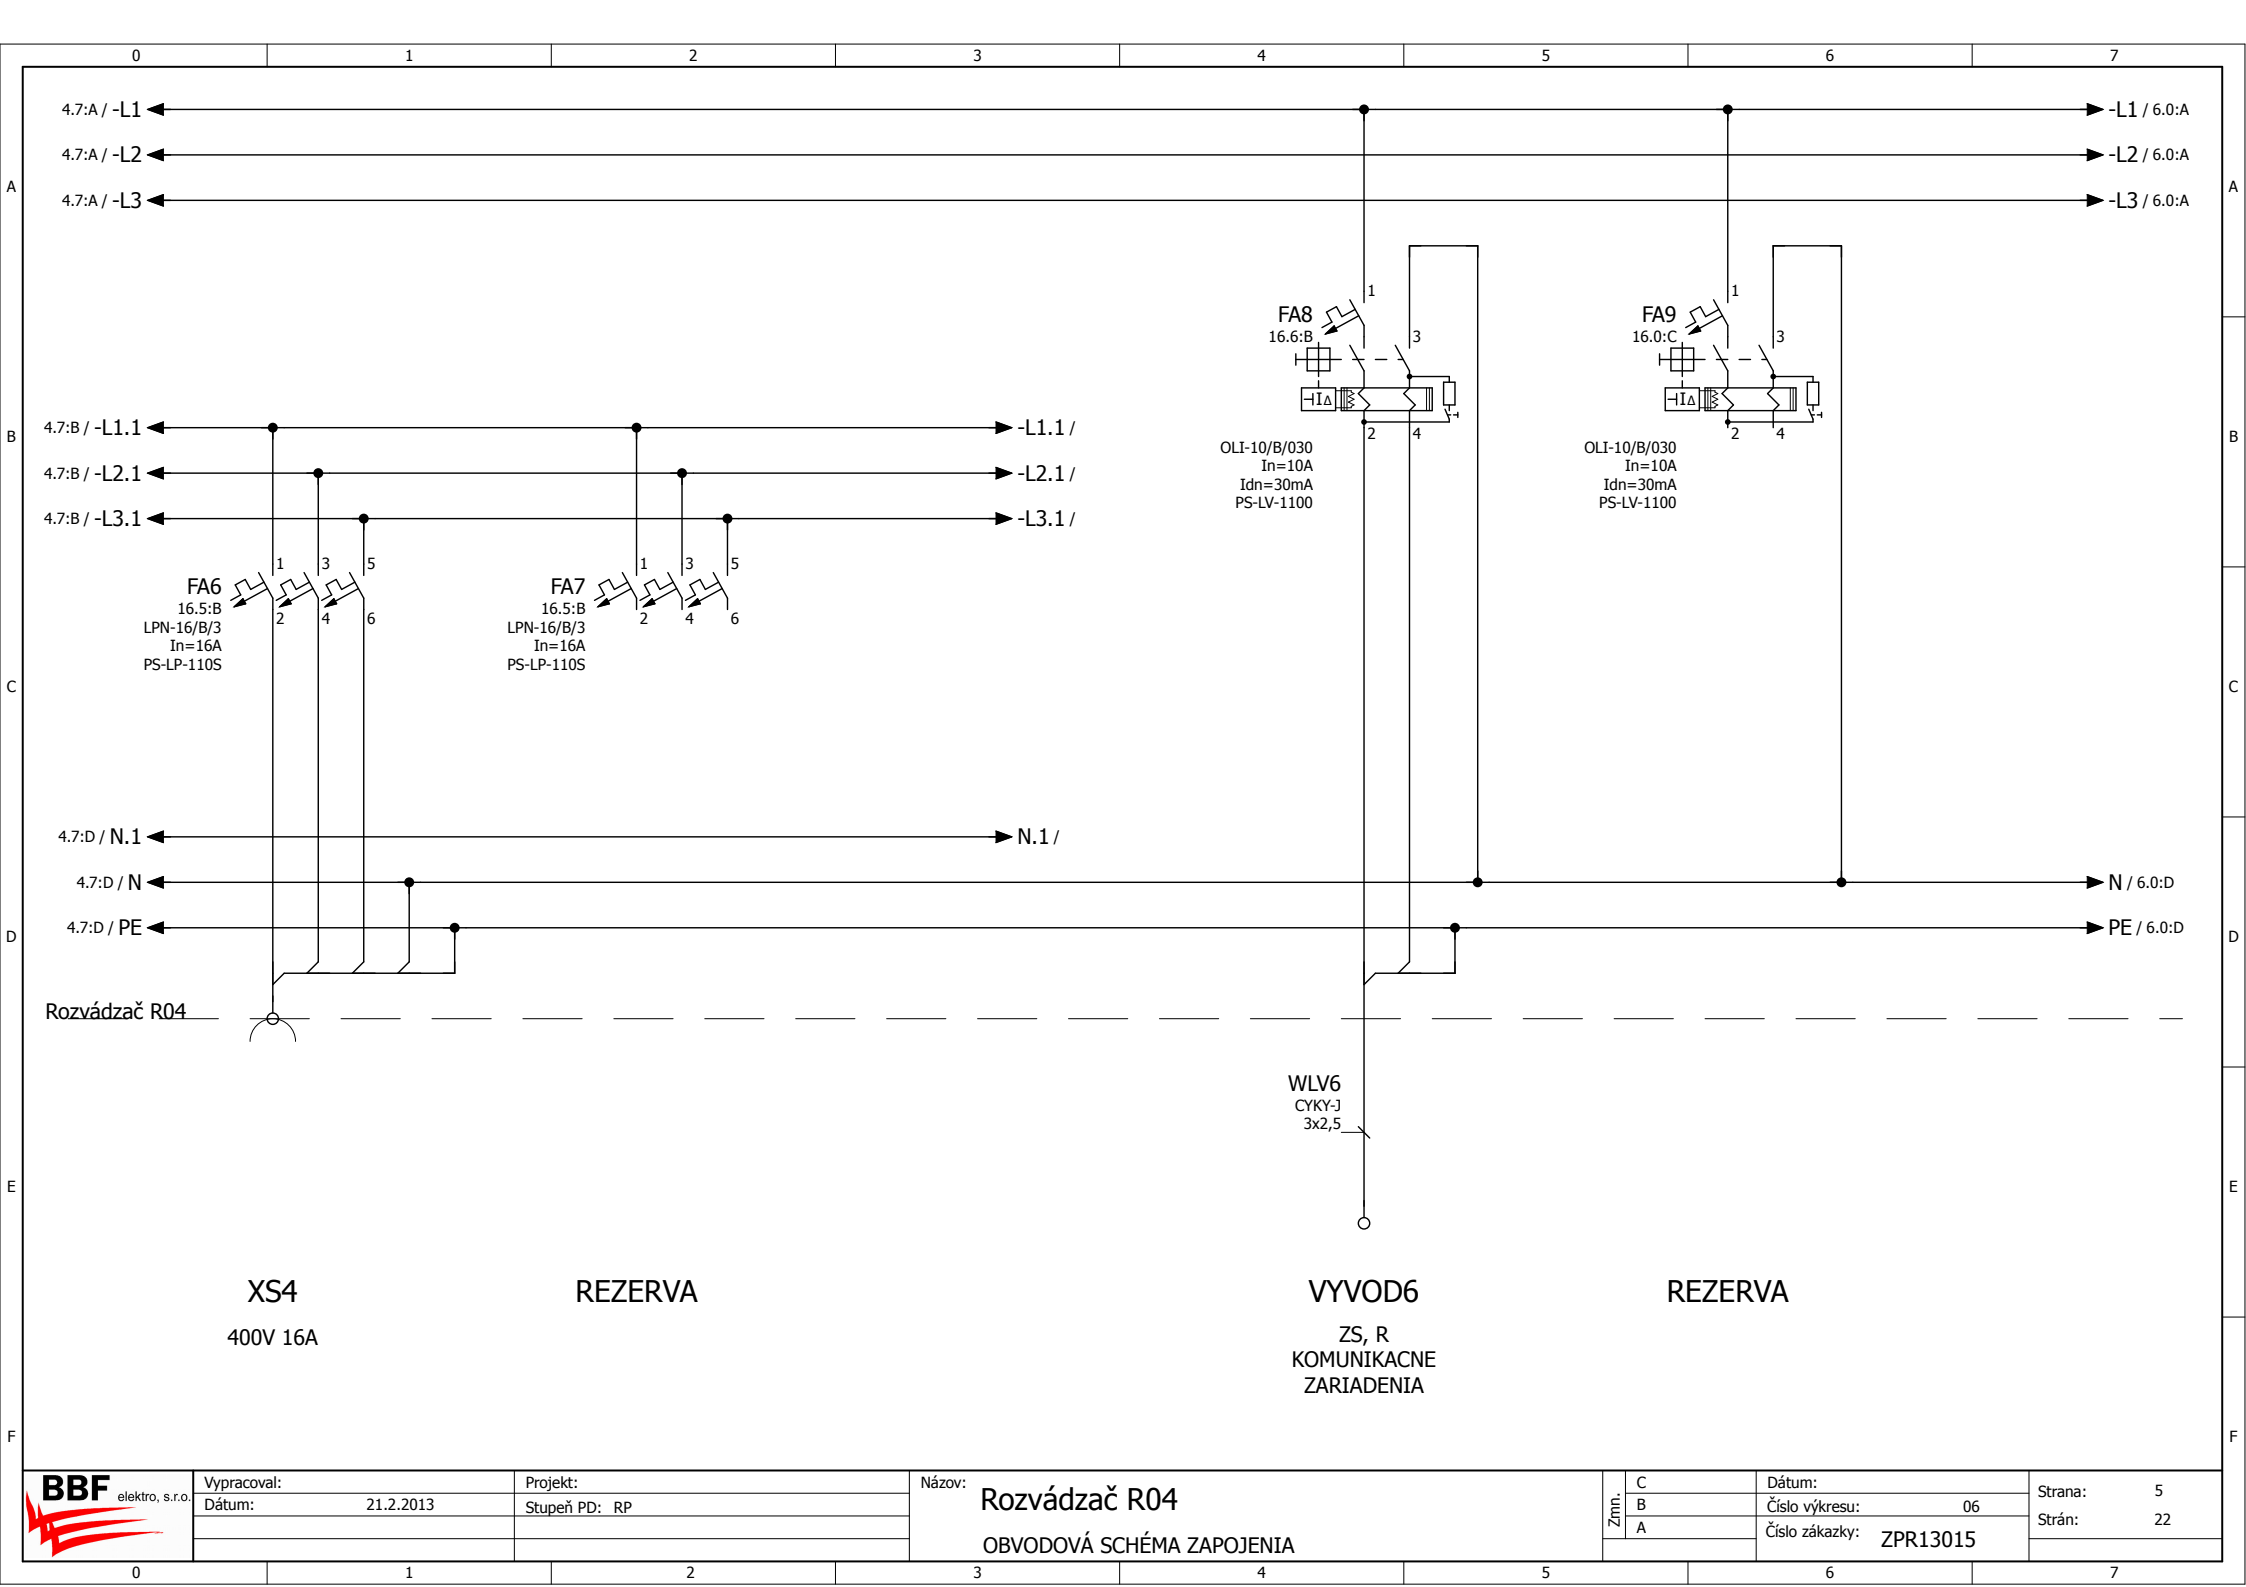 0 1 2 3 4 5 6 7
4.7:A / -L1 -L1 / 6.0:A
4.7:A / -L2 -L2 / 6.0:A
A A
4.7:A / -L3 -L3 / 6.0:A
1 1
FA8 FA9
16.6:B 3 16.0:C 3
⊣IΔ ⊣IΔ
4.7:B / -L1.1 -L1.1 /
2 4 2 4
B B
OLI-10/B/030
In=10A
Idn=30mA
PS-LV-1100
OLI-10/B/030
In=10A
Idn=30mA
PS-LV-1100
4.7:B / -L2.1 -L2.1 /
4.7:B / -L3.1 -L3.1 /
1 3 5 1 3 5
FA6
16.5:B
2 4 6
LPN-16/B/3
In=16A
PS-LP-110S
FA7
16.5:B
2 4 6
LPN-16/B/3
In=16A
PS-LP-110S
C C
4.7:D / N.1 N.1 /
4.7:D / N N / 6.0:D
4.7:D / PE PE / 6.0:D
D D
Rozvádzač R04
WLV6
CYKY-J
3x2,5
E E
XS4 REZERVA VYVOD6 REZERVA
400V 16A
ZS, R
KOMUNIKACNE
ZARIADENIA
F F
BBF elektro, s.r.o.
Vypracoval:
Dátum: 21.2.2013
Projekt:
Stupeň PD: RP
Názov: Rozvádzač R04
OBVODOVÁ SCHÉMA ZAPOJENIA
Zmn.
C
B
A
Dátum:
Číslo výkresu: 06
Číslo zákazky: ZPR13015
Strana: 5
Strán: 22
0 1 2 3 4 5 6 7